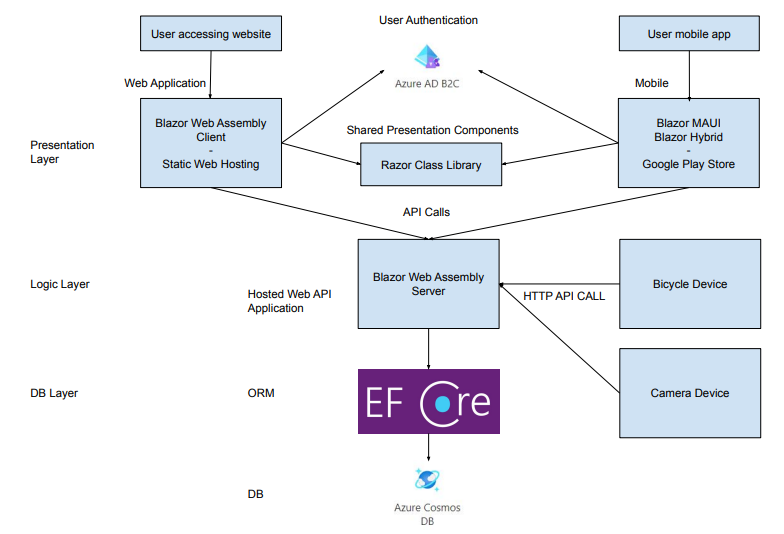 User Authentication
User accessing website
User mobile app
Azure AD B2C
Web Application
Mobile
Blazor Web Assembly
Client
-
Static Web Hosting
Shared Presentation Components
Razor Class Library
Blazor MAUI
Blazor Hybrid
-
Google Play Store
Presentation
Layer
API Calls
Logic Layer
Hosted Web API
Application
Blazor Web Assembly
Server
HTTP API CALL
Bicycle Device
DB Layer
ORM
EF Core
Camera Device
DB
Azure Cosmos
DB